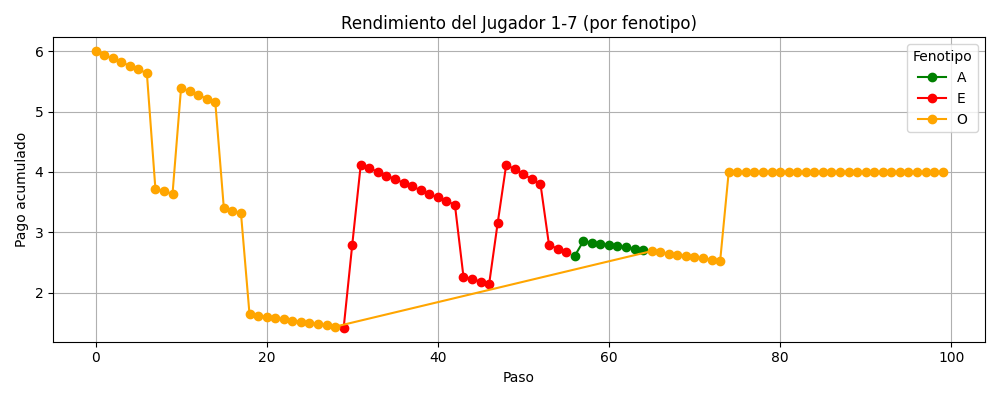 Rendimiento del Jugador 1-7 (por fenotipo)
Pago acumulado
6
5
4
3
2
Fenotipo
A
E
O
0 20 40 60 80 100
Paso